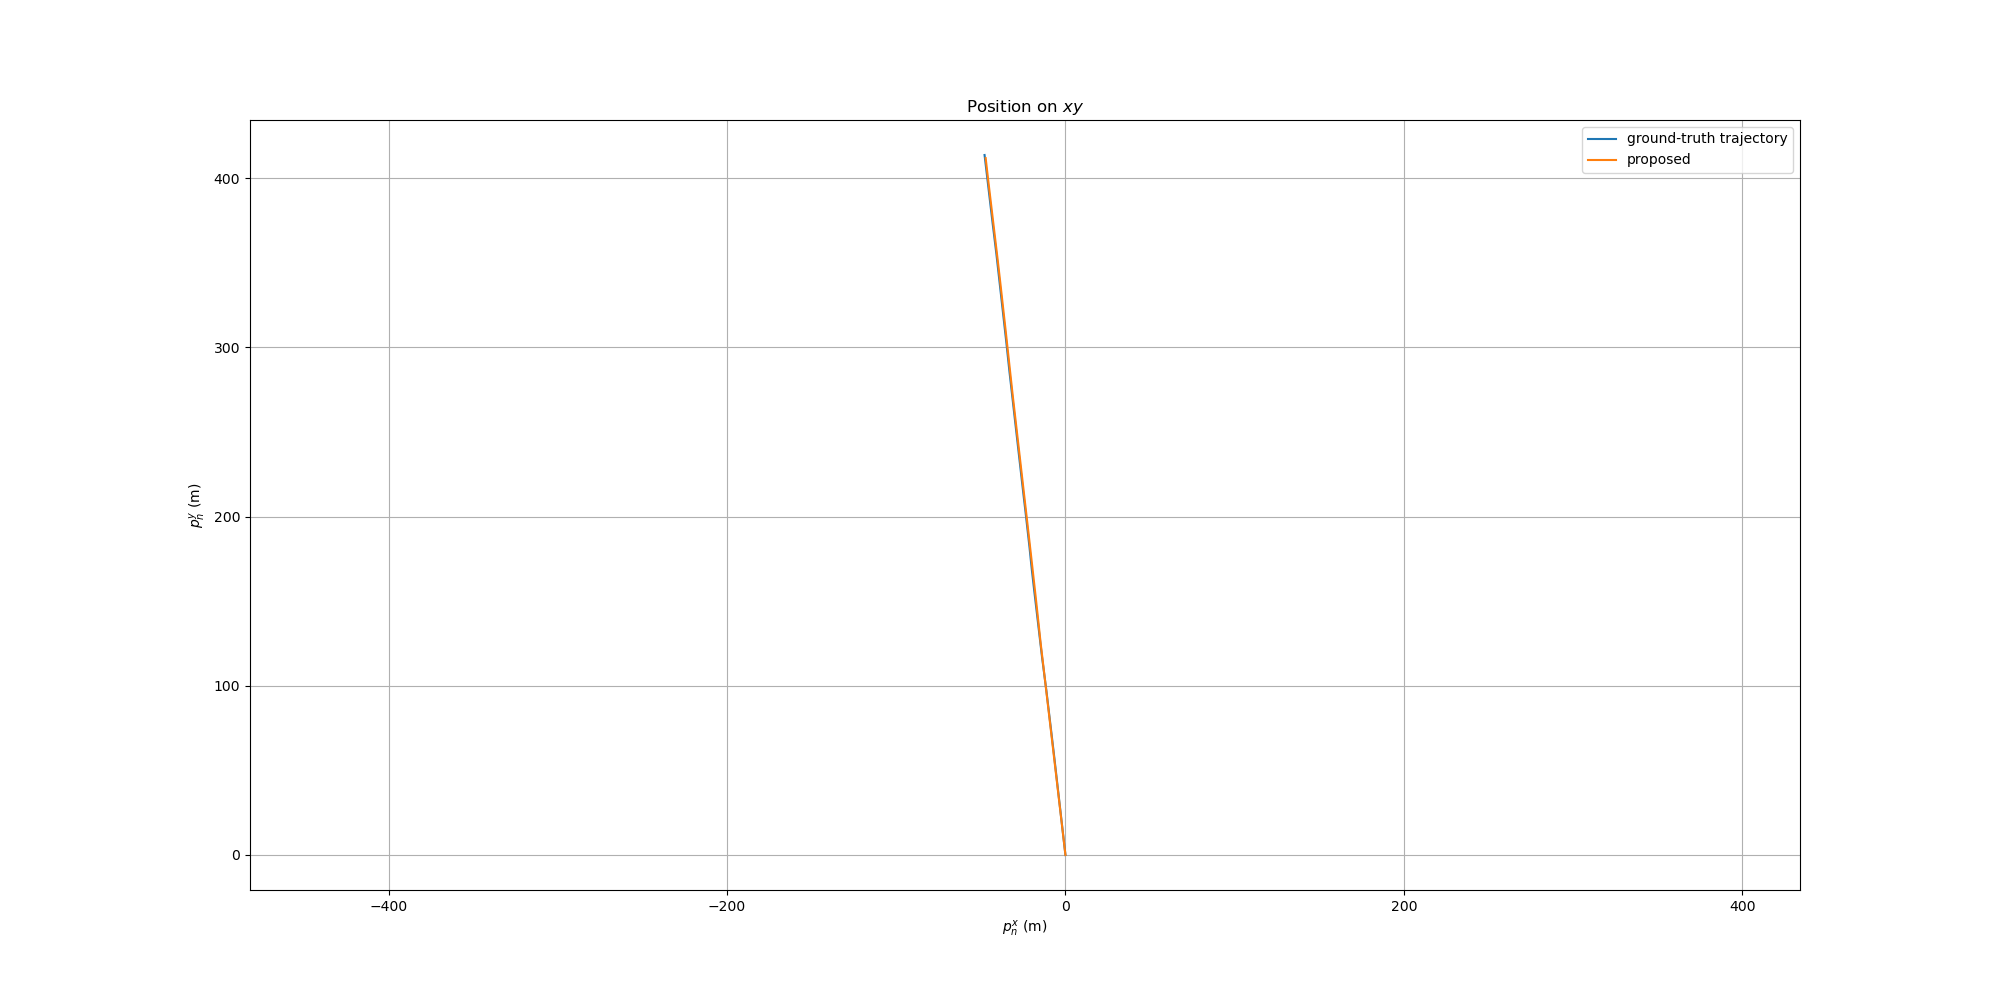 Position on xy
ground-truth trajectory
proposed
400
300
200
100
0
p_n^y (m)
−400
−200
0
200
400
p_n^x (m)